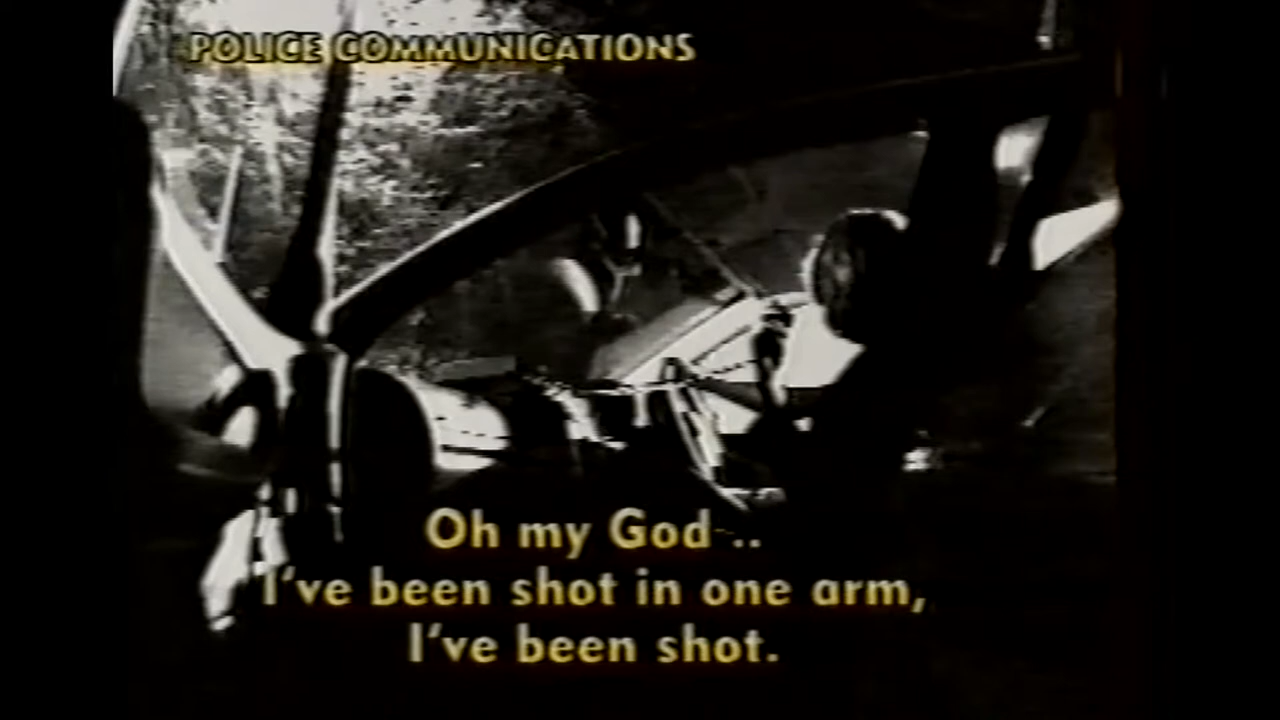 POLICE COMMUNICATIONS
Oh my God ..
I've been shot in one arm,
I've been shot.